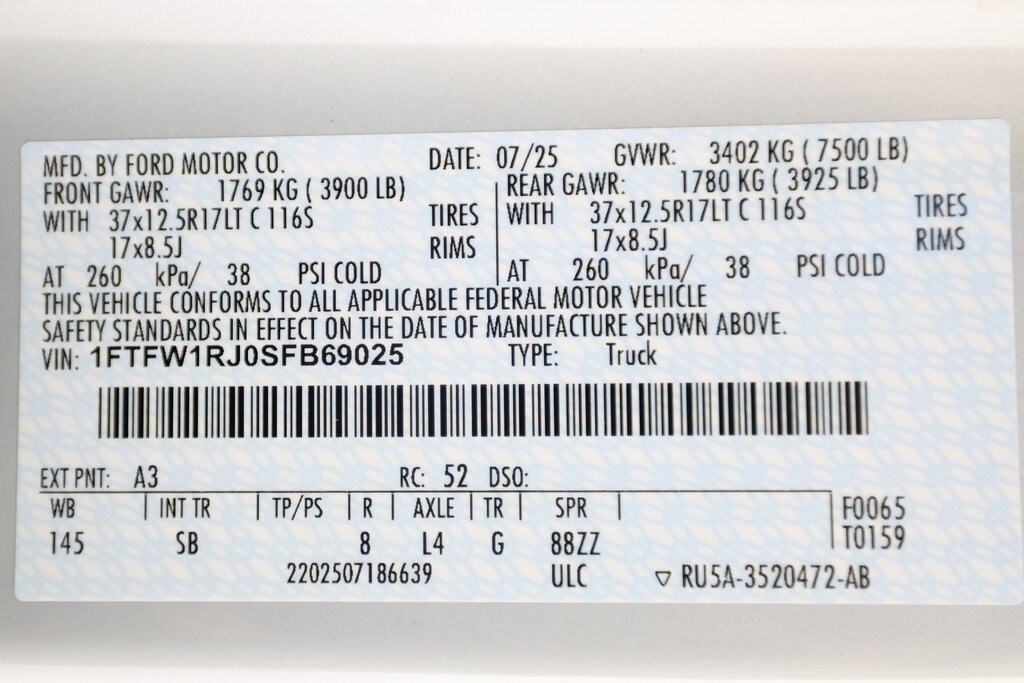 MFD. BY FORD MOTOR CO. DATE: 07/25 GVWR: 3402 KG ( 7500 LB)
FRONT GAWR: 1769 KG ( 3900 LB) REAR GAWR: 1780 KG ( 3925 LB)
WITH 37x12.5R17LT C 116S TIRES WITH 37x12.5R17LT C 116S TIRES
17x8.5J RIMS 17x8.5J RIMS
AT 260 kPa/ 38 PSI COLD AT 260 kPa/ 38 PSI COLD
THIS VEHICLE CONFORMS TO ALL APPLICABLE FEDERAL MOTOR VEHICLE
SAFETY STANDARDS IN EFFECT ON THE DATE OF MANUFACTURE SHOWN ABOVE.
VIN: 1FTFW1RJ0SFB69025 TYPE: Truck
EXT PNT: A3 RC: 52 DSO:
WB INT TR TP/PS R AXLE TR SPR F0065
145 SB 8 L4 G 88ZZ T0159
2202507186639 ULC ▽ RU5A-3520472-AB